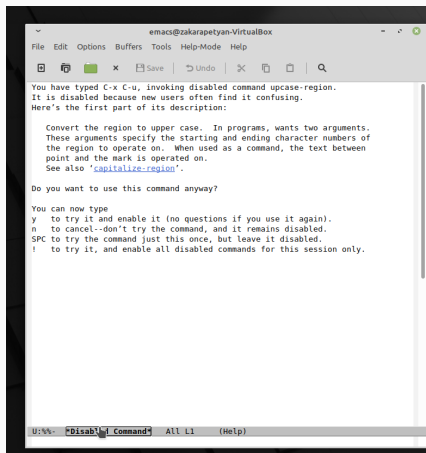 emacs@zakarapetyan-VirtualBox
File Edit Options Buffers Tools Help-Mode Help
Save Undo
You have typed C-x C-u, invoking disabled command upcase-region.
It is disabled because new users often find it confusing.
Here’s the first part of its description:
Convert the region to upper case.  In programs, wants two arguments.
These arguments specify the starting and ending character numbers of
the region to operate on.  When used as a command, the text between
point and the mark is operated on.
See also ‘capitalize-region’.
Do you want to use this command anyway?
You can now type
y   to try it and enable it (no questions if you use it again).
n   to cancel--don’t try the command, and it remains disabled.
SPC to try the command just this once, but leave it disabled.
!   to try it, and enable all disabled commands for this session only.
U:%%-  *Disabled Command*   All L1     (Help)